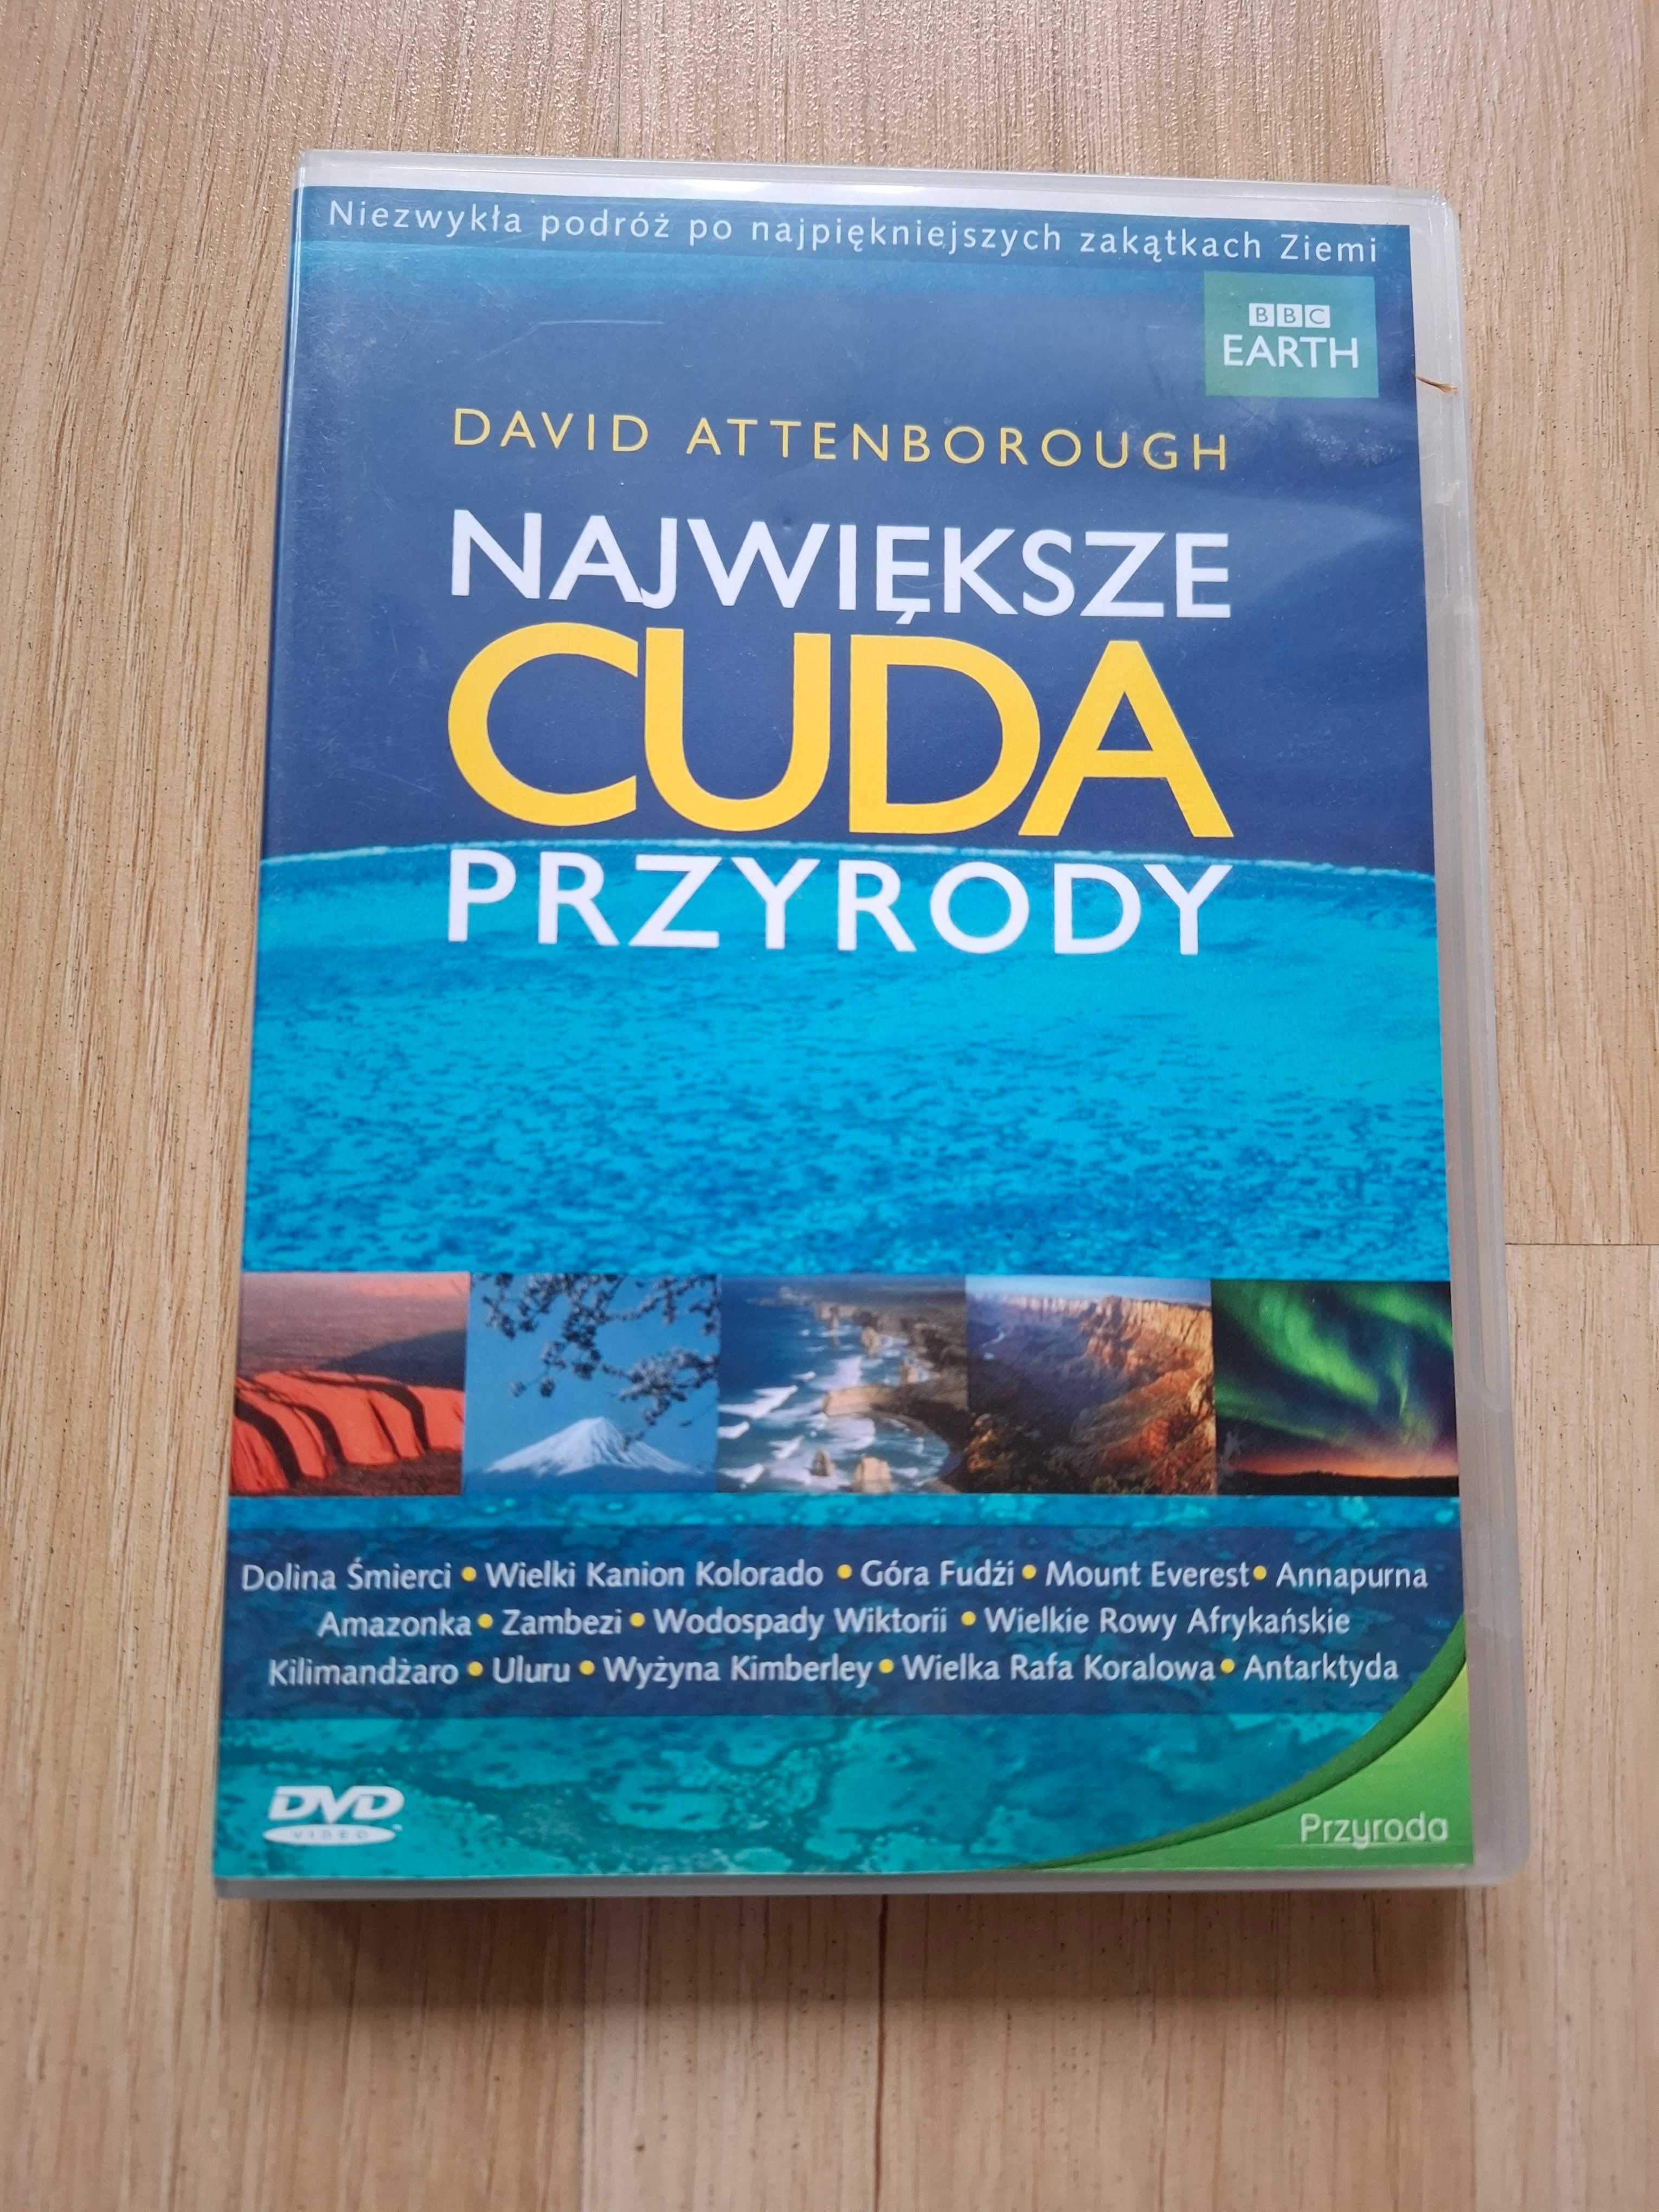 Niezwykła podróż po najpiękniejszych zakątkach Ziemi
BBC
EARTH
DAVID ATTENBOROUGH
NAJWIĘKSZE
CUDA
PRZYRODY
Dolina Śmierci • Wielki Kanion Kolorado • Góra Fudżi • Mount Everest • Annapurna
Amazonka • Zambezi • Wodospady Wiktorii • Wielkie Rowy Afrykańskie
Kilimandżaro • Uluru • Wyżyna Kimberley • Wielka Rafa Koralowa • Antarktyda
DVD
VIDEO
Przyroda